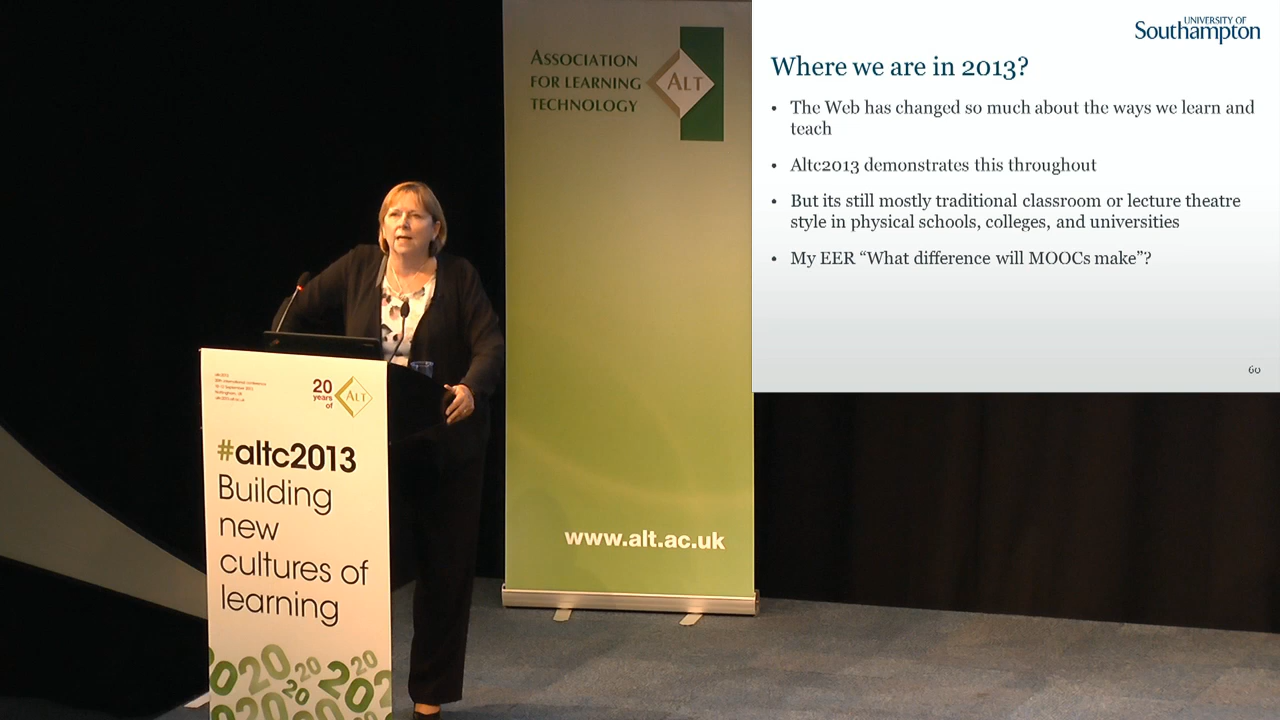 ASSOCIATION
FOR LEARNING
TECHNOLOGY
ALT
www.alt.ac.uk
UNIVERSITY OF
Southampton
Where we are in 2013?
• The Web has changed so much about the ways we learn and
teach
• Altc2013 demonstrates this throughout
• But its still mostly traditional classroom or lecture theatre
style in physical schools, colleges, and universities
• My EER “What difference will MOOCs make”?
60
20
years
of
ALT
#altc2013
Building
new
cultures of
learning